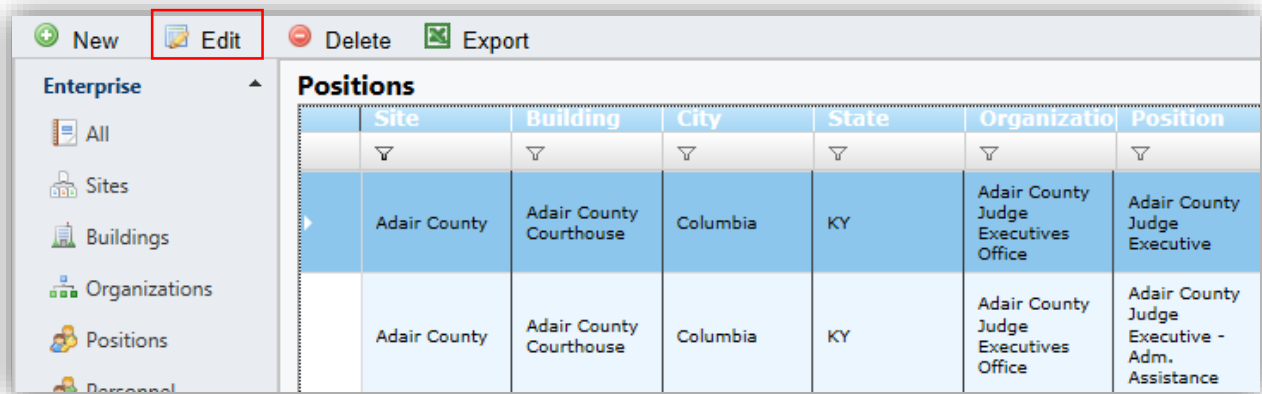 New Edit Delete Export
Enterprise
All
Sites
Buildings
Organizations
Positions
Personnel
Positions
Site Building City State Organizatio Position
Adair County
Adair County
Courthouse
Columbia
KY
Adair County
Judge
Executives
Office
Adair County
Judge
Executive
Adair County
Adair County
Courthouse
Columbia
KY
Adair County
Judge
Executives
Office
Adair County
Judge
Executive -
Adm.
Assistance